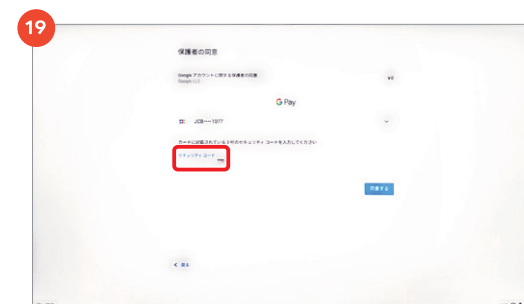 19
保護者の同意
Google アカウントに関する保護者の同意
Google LLC
¥0
G Pay
JCB••••1977
カードに記載されている3桁のセキュリティ コードを入力してください
セキュリティ コード
同意する
戻る